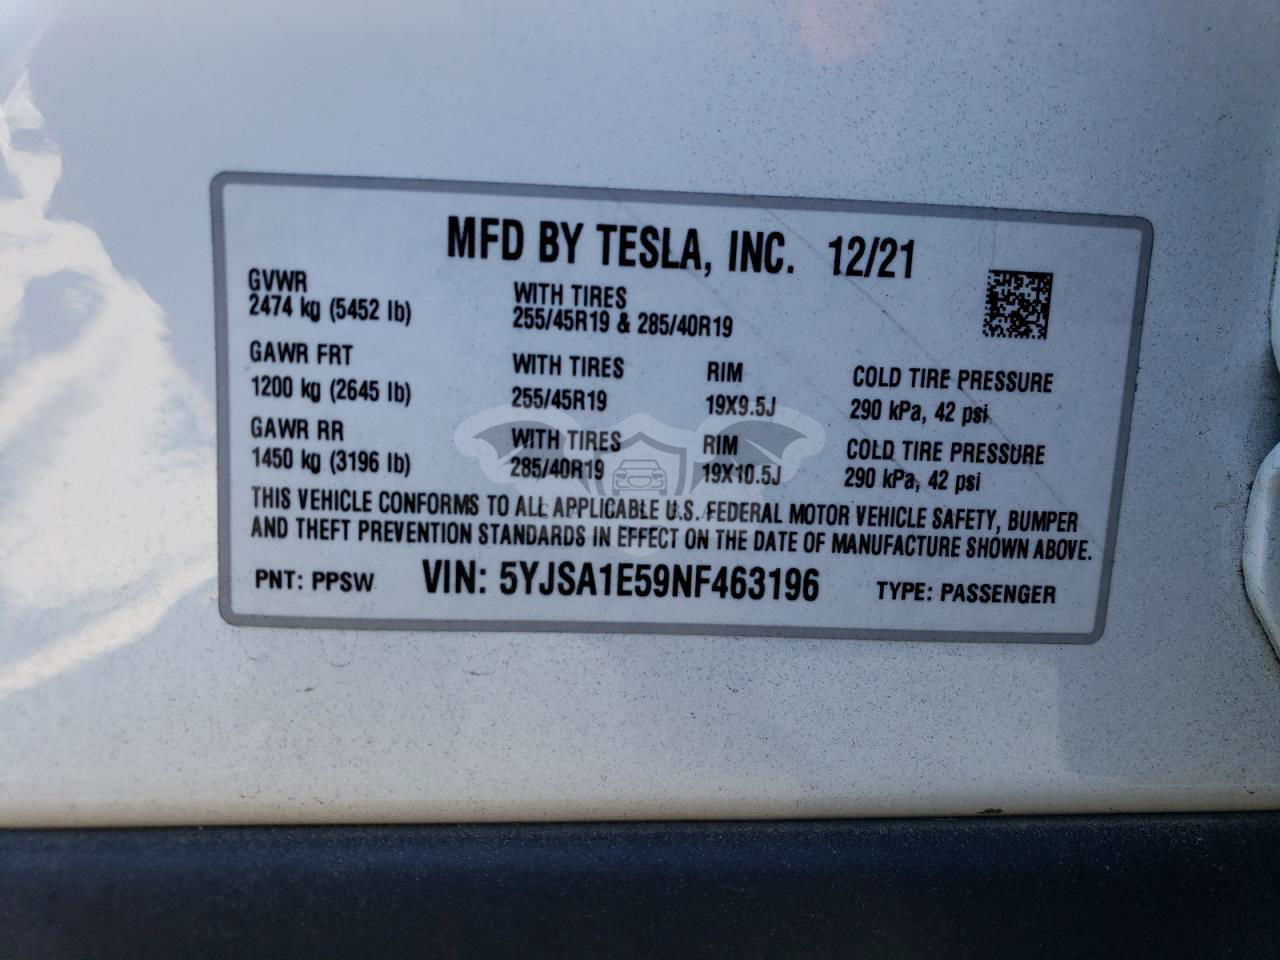 MFD BY TESLA, INC. 12/21
GVWR
2474 kg (5452 lb)
WITH TIRES
255/45R19 & 285/40R19
GAWR FRT
1200 kg (2645 lb)
WITH TIRES
255/45R19
RIM
19X9.5J
COLD TIRE PRESSURE
290 kPa, 42 psi
GAWR RR
1450 kg (3196 lb)
WITH TIRES
285/40R19
RIM
19X10.5J
COLD TIRE PRESSURE
290 kPa, 42 psi
THIS VEHICLE CONFORMS TO ALL APPLICABLE U.S. FEDERAL MOTOR VEHICLE SAFETY, BUMPER
AND THEFT PREVENTION STANDARDS IN EFFECT ON THE DATE OF MANUFACTURE SHOWN ABOVE.
PNT: PPSW VIN: 5YJSA1E59NF463196 TYPE: PASSENGER